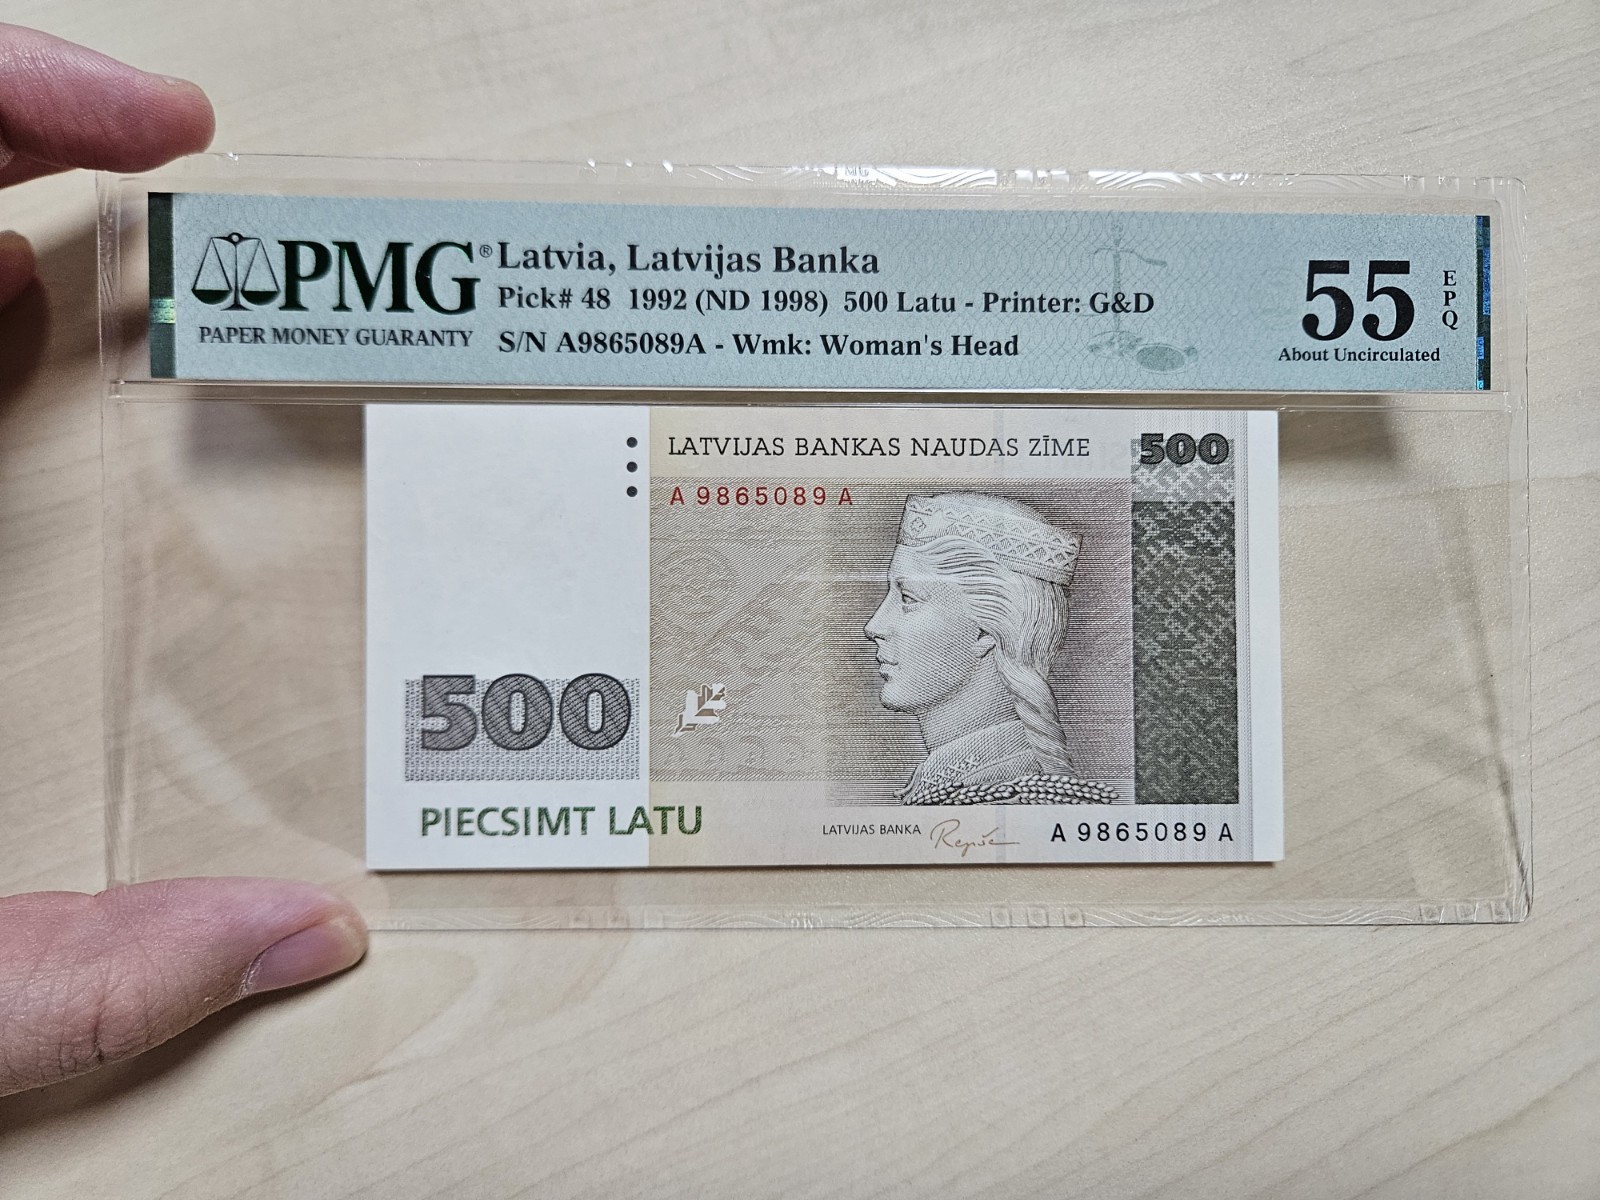 PMG®
PAPER MONEY GUARANTY
Latvia, Latvijas Banka
Pick# 48 1992 (ND 1998) 500 Latu - Printer: G&D
S/N A9865089A - Wmk: Woman's Head
55
EPQ
About Uncirculated
LATVIJAS BANKAS NAUDAS ZĪME
500
A 9865089 A
500
PIECSIMT LATU
LATVIJAS BANKA
Repše
A 9865089 A